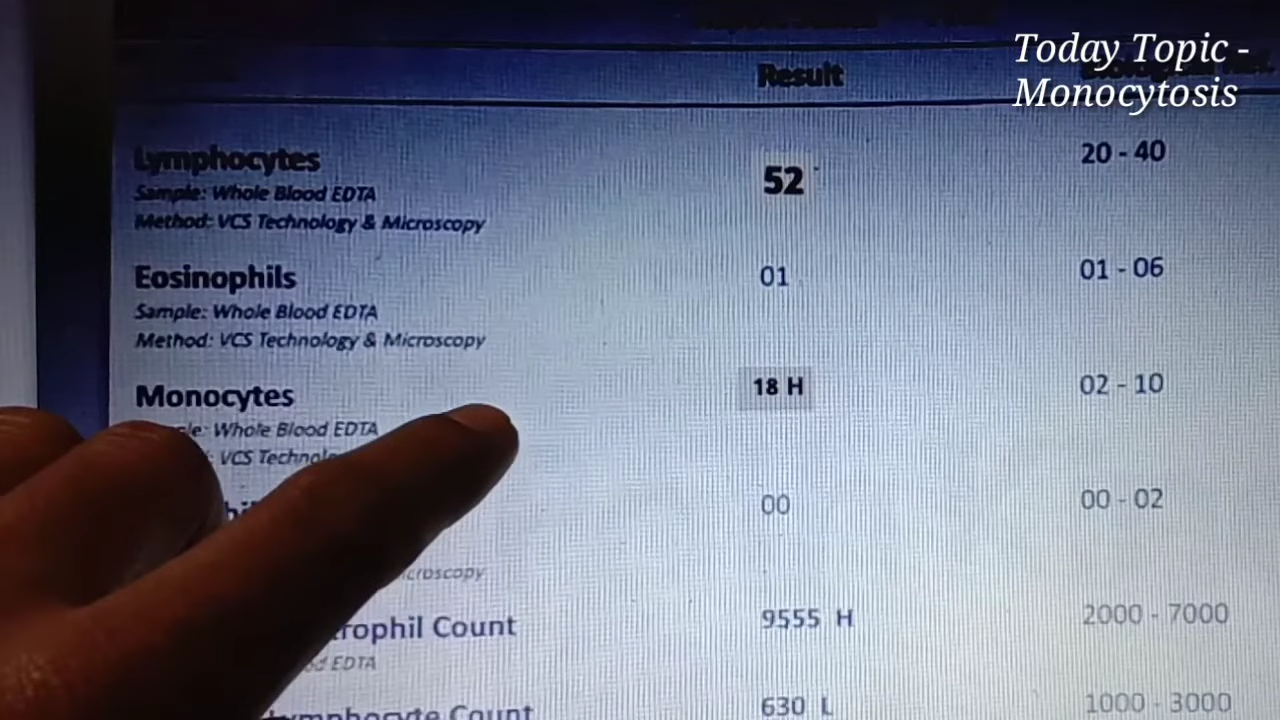 Today Topic -
Monocytosis
Result
Lymphocytes 52 20 - 40
Sample: Whole Blood EDTA
Method: VCS Technology & Microscopy
Eosinophils 01 01 - 06
Sample: Whole Blood EDTA
Method: VCS Technology & Microscopy
Monocytes 18 H 02 - 10
Whole Blood EDTA
VCS
00 00 - 02
Count 9555 H 2000 - 7000
EDTA
Count 630 L 1000 - 3000